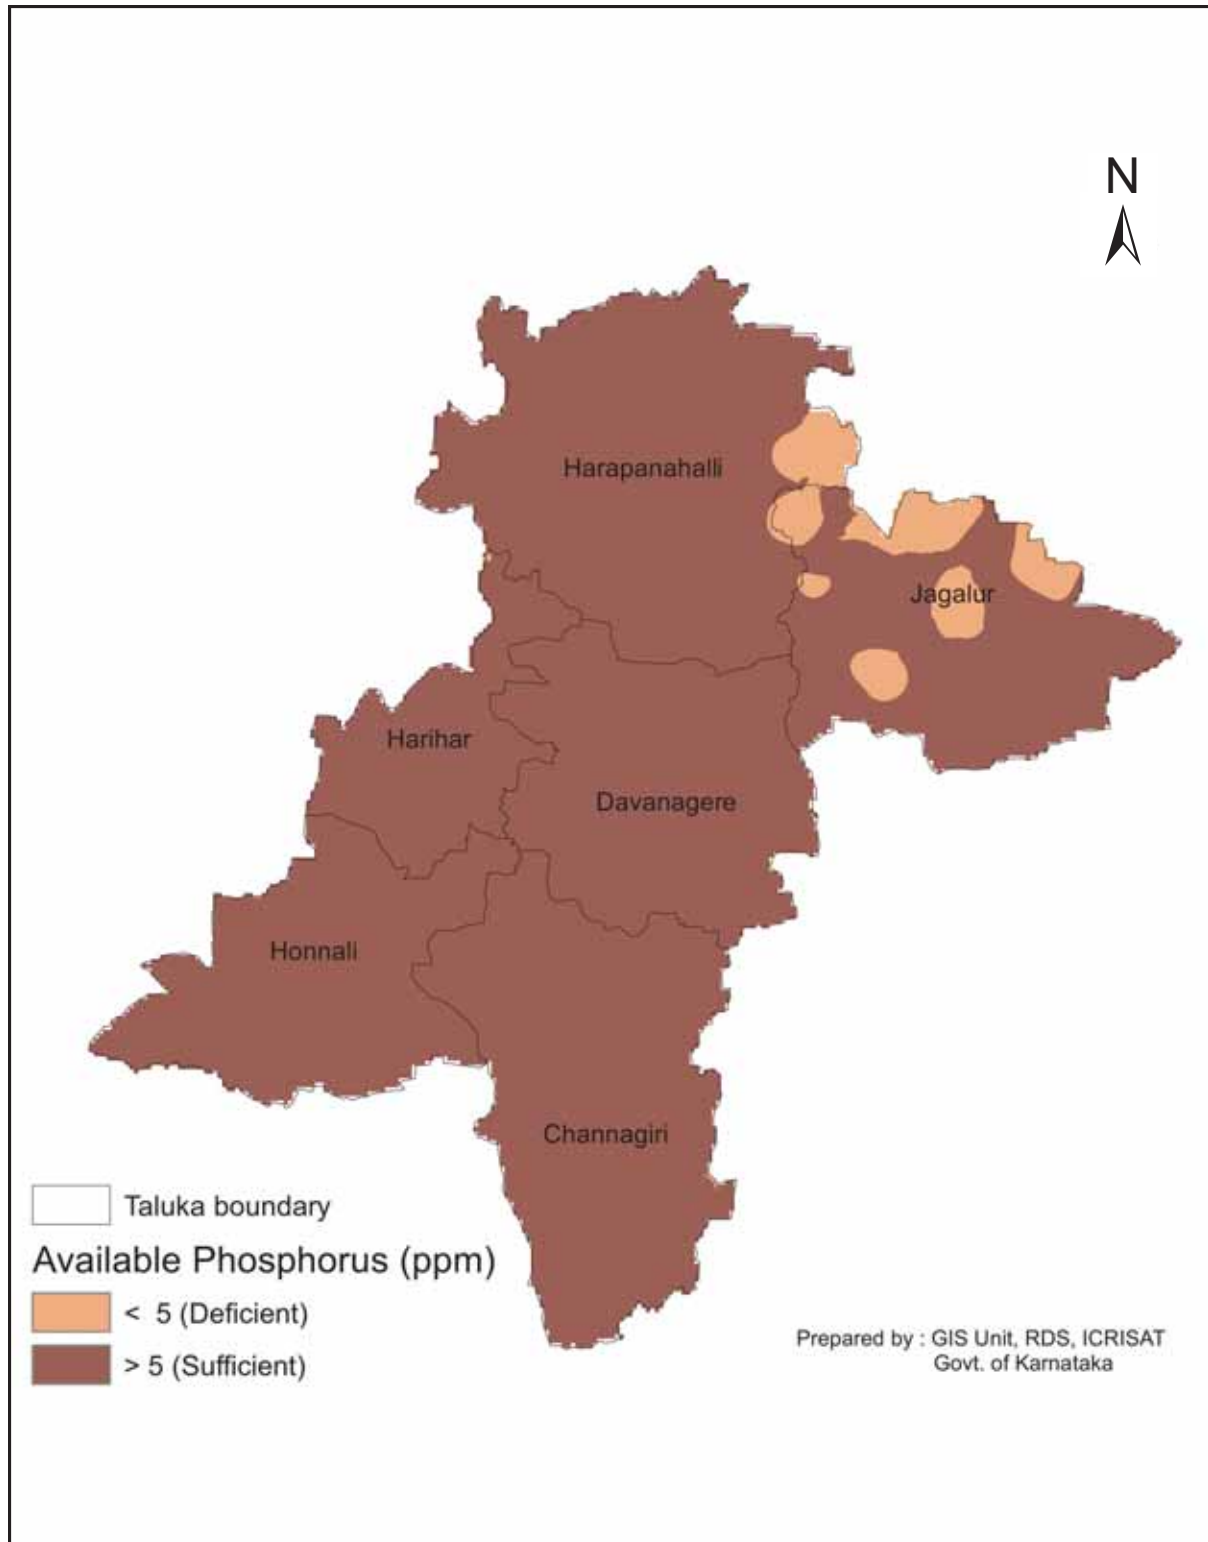 N
Harapanahalli
Jagalur
Harihar
Davanagere
Honnali
Channagiri
Taluka boundary
Available Phosphorus (ppm)
< 5 (Deficient)
> 5 (Sufficient)
Prepared by : GIS Unit, RDS, ICRISAT
Govt. of Karnataka